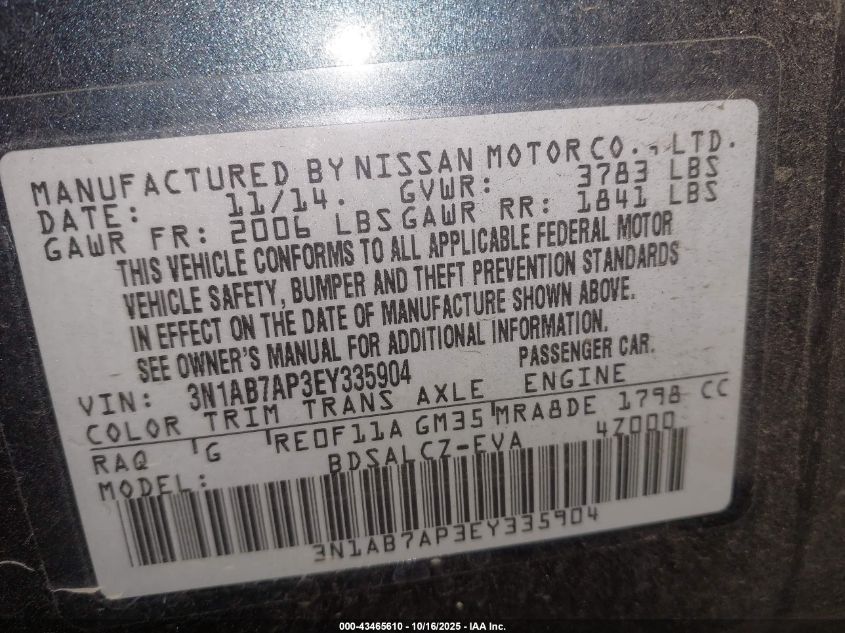 MANUFACTURED BY NISSAN MOTOR CO., LTD.
DATE: 11/14. GVWR: 3783 LBS
GAWR FR: 2006 LBS GAWR RR: 1841 LBS
THIS VEHICLE CONFORMS TO ALL APPLICABLE FEDERAL MOTOR
VEHICLE SAFETY, BUMPER AND THEFT PREVENTION STANDARDS
IN EFFECT ON THE DATE OF MANUFACTURE SHOWN ABOVE.
SEE OWNER'S MANUAL FOR ADDITIONAL INFORMATION.
VIN: 3N1AB7AP3EY335904 PASSENGER CAR.
COLOR TRIM TRANS AXLE ENGINE
RAQ G RE0F11A GM35 MRA8DE 1798 CC
MODEL: BDSALCZ-EVA 4Z000
3N1AB7AP3EY335904
000-43465610 - 10/16/2025 - IAA Inc.